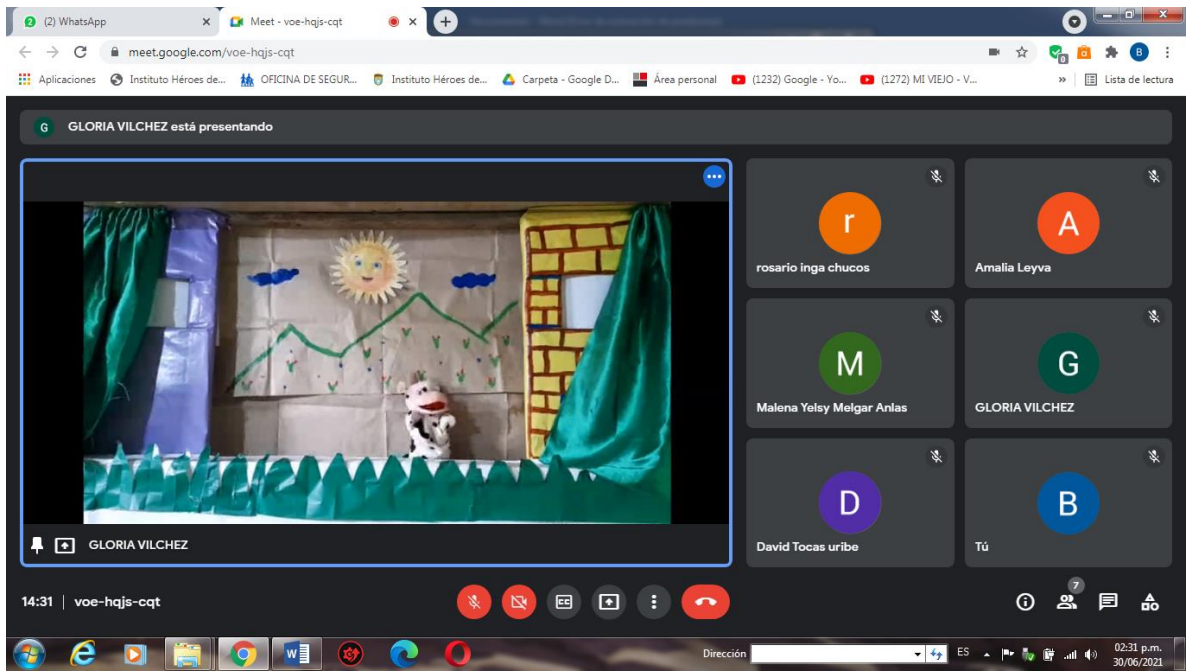 (2) WhatsApp
Meet - voe-hqjs-cqt
meet.google.com/voe-hqjs-cqt
B
Aplicaciones
Instituto Héroes de...
OFICINA DE SEGUR...
Instituto Héroes de...
Carpeta - Google D...
Área personal
(1232) Google - Yo...
(1272) MI VIEJO - V...
»
Lista de lectura
G GLORIA VILCHEZ está presentando
r
rosario inga chucos
A
Amalia Leyva
M
Malena Yelsy Melgar Anlas
G
GLORIA VILCHEZ
D
David Tocas uribe
B
Tú
GLORIA VILCHEZ
14:31 | voe-hqjs-cqt
CC
7
Dirección
ES
02:31 p.m.
30/06/2021